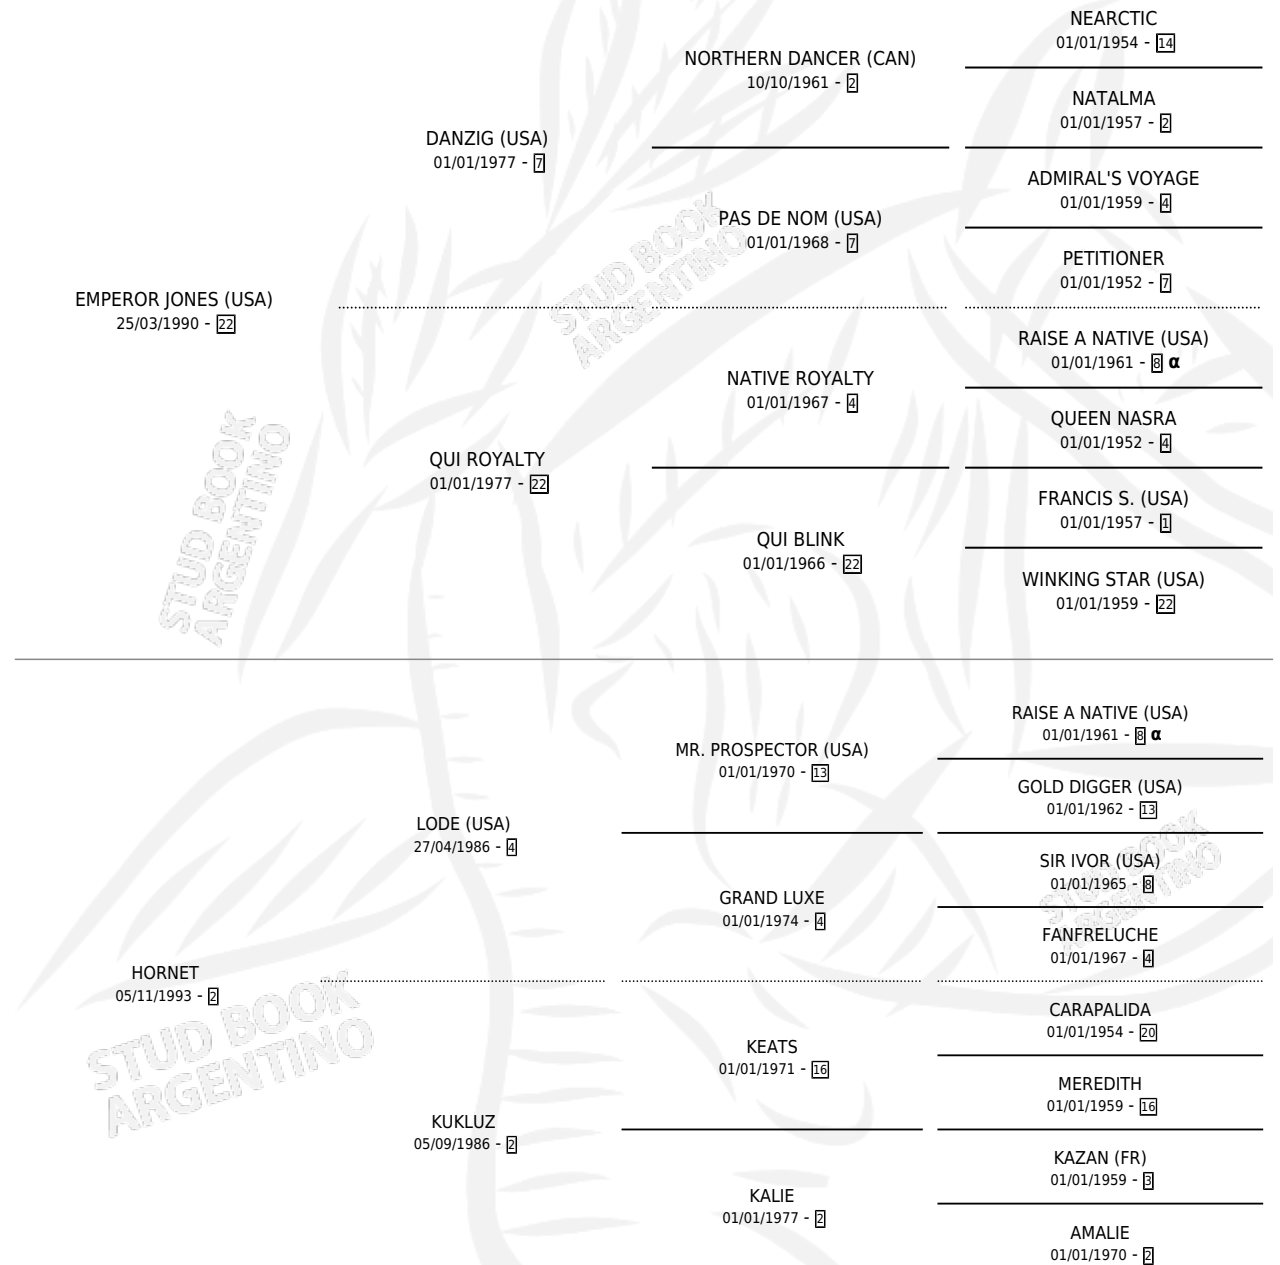 NEARCTIC
01/01/1954 - 14
NORTHERN DANCER (CAN)
10/10/1961 - 2
NATALMA
01/01/1957 - 2
DANZIG (USA)
01/01/1977 - 7
ADMIRAL'S VOYAGE
01/01/1959 - 4
PAS DE NOM (USA)
01/01/1968 - 7
PETITIONER
01/01/1952 - 7
EMPEROR JONES (USA)
25/03/1990 - 22
RAISE A NATIVE (USA)
01/01/1961 - 8 α
NATIVE ROYALTY
01/01/1967 - 4
QUEEN NASRA
01/01/1952 - 4
QUI ROYALTY
01/01/1977 - 22
FRANCIS S. (USA)
01/01/1957 - 1
QUI BLINK
01/01/1966 - 22
WINKING STAR (USA)
01/01/1959 - 22
RAISE A NATIVE (USA)
01/01/1961 - 8 α
MR. PROSPECTOR (USA)
01/01/1970 - 13
GOLD DIGGER (USA)
01/01/1962 - 13
LODE (USA)
27/04/1986 - 4
SIR IVOR (USA)
01/01/1965 - 8
GRAND LUXE
01/01/1974 - 4
FANFRELUCHE
01/01/1967 - 4
HORNET
05/11/1993 - 2
CARAPALIDA
01/01/1954 - 20
KEATS
01/01/1971 - 16
MEREDITH
01/01/1959 - 16
KUKLUZ
05/09/1986 - 2
KAZAN (FR)
01/01/1959 - 3
KALIE
01/01/1977 - 2
AMALIE
01/01/1970 - 2
STUD BOOK
ARGENTINO
STUD BOOK
ARGENTINO
STUD BOOK
ARGENTINO
STUD BOOK
ARGENTINO